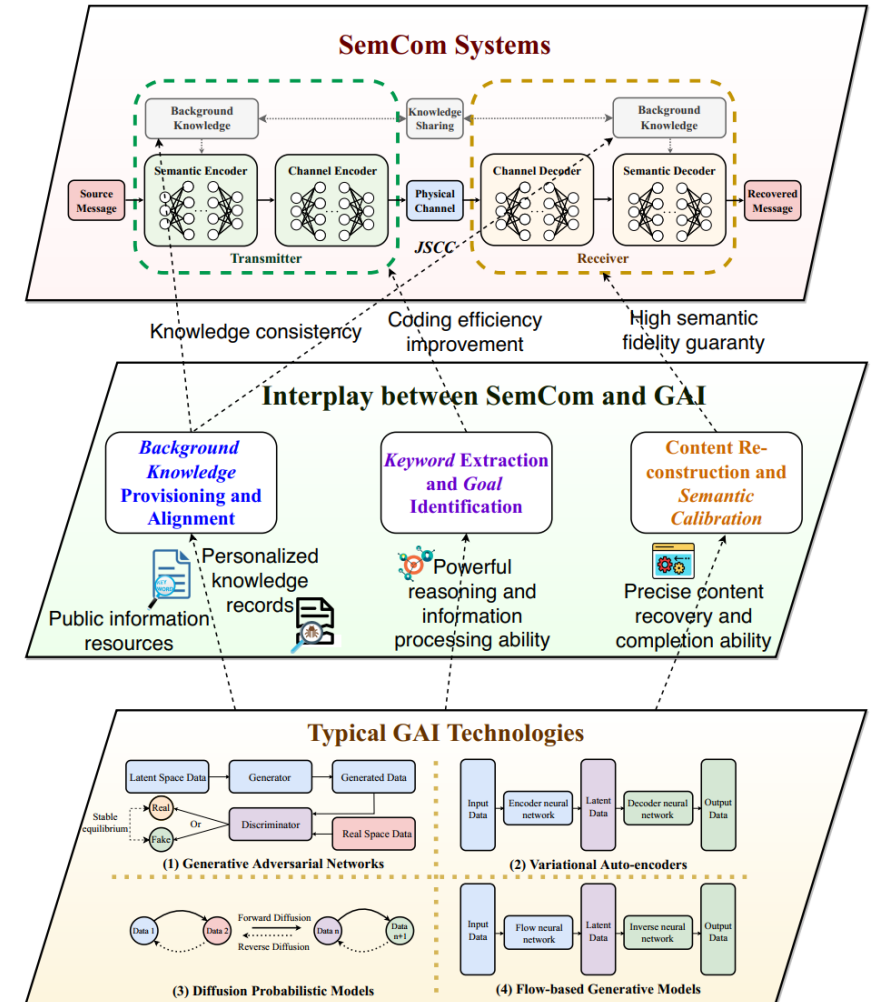 SemCom Systems
Background
Knowledge
Knowledge
Sharing
Background
Knowledge
Source
Message
Semantic Encoder
Channel Encoder
Physical
Channel
Channel Decoder
Semantic Decoder
Recovered
Message
Transmitter
JSCC
Receiver
Knowledge consistency
Coding efficiency
improvement
High semantic
fidelity guaranty
Interplay between SemCom and GAI
Background
Knowledge
Provisioning and
Alignment
Keyword Extraction
and Goal
Identification
Content Re-
construction and
Semantic
Calibration
Public information
resources
KEY
WORD
Personalized
knowledge
records
Powerful
reasoning and
information
processing ability
Precise content
recovery and
completion ability
Typical GAI Technologies
Latent Space Data
Generator
Generated Data
Stable
equilibrium
Real
Fake
Or
Discriminator
Real Space Data
(1) Generative Adversarial Networks
Input
Data
Encoder neural
network
Latent
Data
Decoder neural
network
Output
Data
(2) Variational Auto-encoders
Data 1
Data 2
Forward Diffusion
Reverse Diffusion
Data n
Data
n+1
(3) Diffusion Probabilistic Models
Input
Data
Flow neural
network
Latent
Data
Inverse neural
network
Output
Data
(4) Flow-based Generative Models